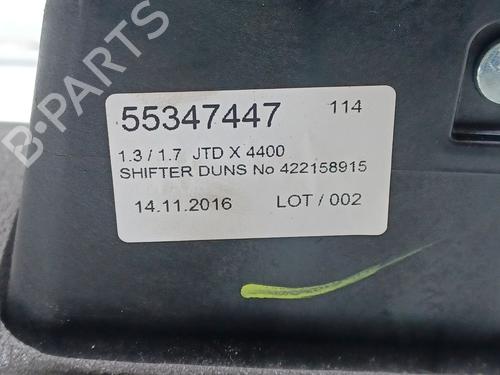 55347447 114
1.3 / 1.7 JTD X 4400
SHIFTER DUNS No 422158915
14.11.2016 LOT / 002
B-PARTS